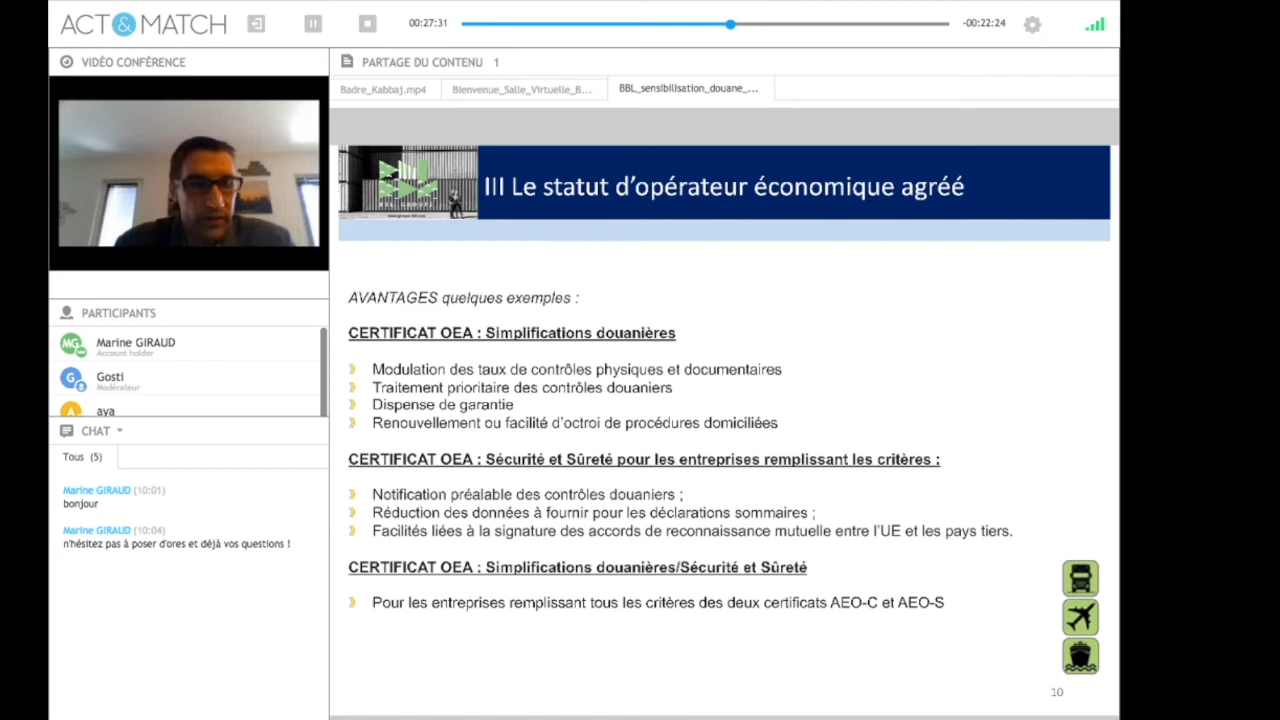 ACT & MATCH
00:27:31
-00:22:24
VIDÉO CONFÉRENCE
PARTAGE DU CONTENU 1
Badre_Kabbaj.mp4
Bienvenue_Salle_Virtuelle_B...
BBL_sensibilisation_douane_...
III Le statut d'opérateur économique agréé
AVANTAGES quelques exemples :
CERTIFICAT OEA : Simplifications douanières
Modulation des taux de contrôles physiques et documentaires
Traitement prioritaire des contrôles douaniers
Dispense de garantie
Renouvellement ou facilité d'octroi de procédures domiciliées
CERTIFICAT OEA : Sécurité et Sûreté pour les entreprises remplissant les critères :
Notification préalable des contrôles douaniers ;
Réduction des données à fournir pour les déclarations sommaires ;
Facilités liées à la signature des accords de reconnaissance mutuelle entre l'UE et les pays tiers.
CERTIFICAT OEA : Simplifications douanières/Sécurité et Sûreté
Pour les entreprises remplissant tous les critères des deux certificats AEO-C et AEO-S
10
PARTICIPANTS
MG
Marine GIRAUD
Account holder
G
Gosti
Modérateur
A
aya
CHAT
Tous (5)
Marine GIRAUD (10:01)
bonjour
Marine GIRAUD (10:04)
n'hésitez pas à poser d'ores et déjà vos questions !